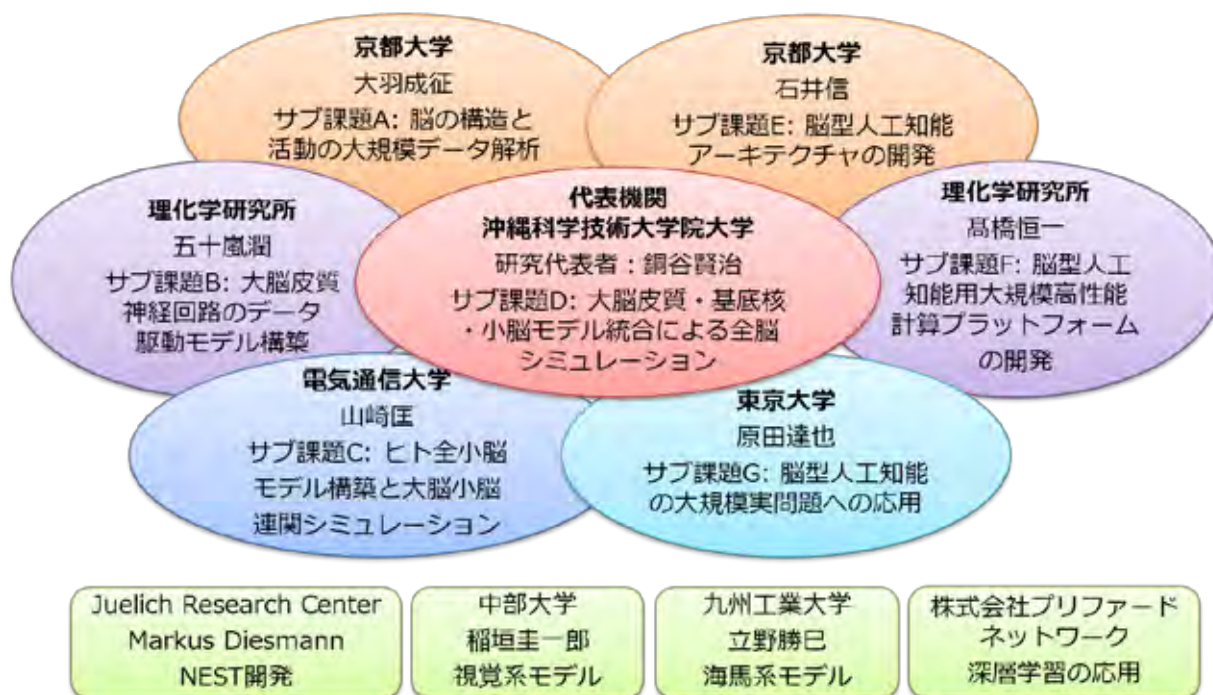 京都大学
大羽成征
サブ課題A: 脳の構造と
活動の大規模データ解析
京都大学
石井信
サブ課題E: 脳型人工知能
アーキテクチャの開発
理化学研究所
五十嵐潤
サブ課題B: 大脳皮質
神経回路のデータ
駆動モデル構築
代表機関
沖縄科学技術大学院大学
研究代表者：銅谷賢治
サブ課題D: 大脳皮質・基底核
・小脳モデル統合による全脳
シミュレーション
理化学研究所
髙橋恒一
サブ課題F: 脳型人工
知能用大規模高性能
計算プラットフォーム
の開発
電気通信大学
山崎匡
サブ課題C: ヒト全小脳
モデル構築と大脳小脳
連関シミュレーション
東京大学
原田達也
サブ課題G: 脳型人工知能
の大規模実問題への応用
Juelich Research Center
Markus Diesmann
NEST開発
中部大学
稲垣圭一郎
視覚系モデル
九州工業大学
立野勝巳
海馬系モデル
株式会社プリファード
ネットワーク
深層学習の応用